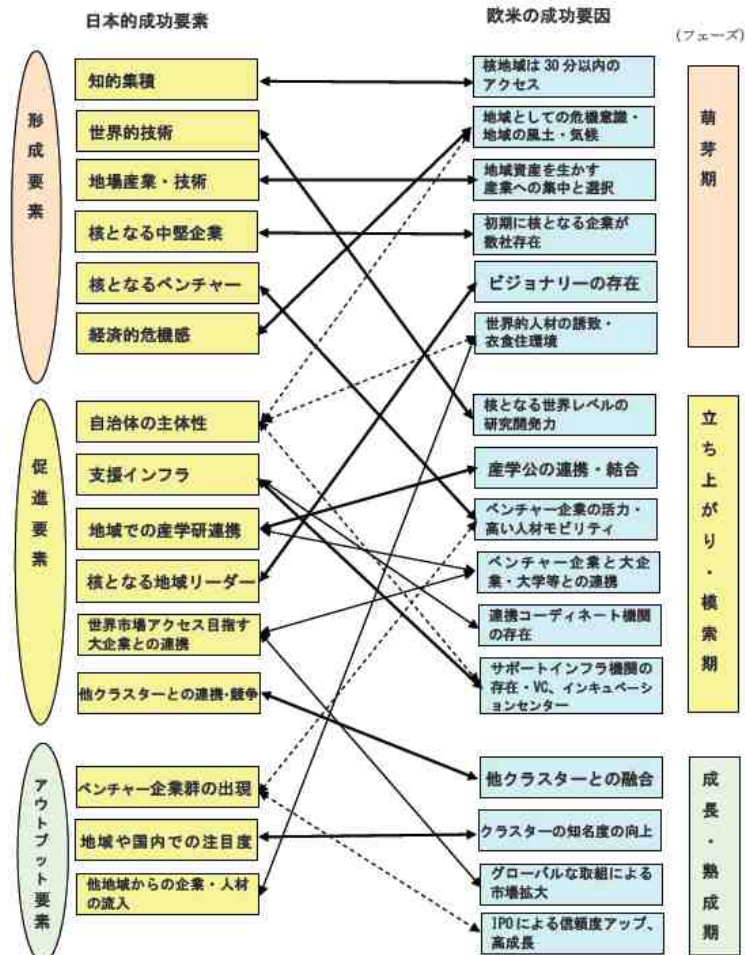 日本的成功要素
欧米の成功要因
(フェーズ)
形成要素
知的集積
世界的技術
地場産業・技術
核となる中堅企業
核となるベンチャー
経済的危機感
促進要素
自治体の主体性
支援インフラ
地域での産学研連携
核となる地域リーダー
世界市場アクセス目指す
大企業との連携
他クラスターとの連携・競争
アウトプット要素
ベンチャー企業群の出現
地域や国内での注目度
他地域からの企業・人材
の流入
核地域は30分以内の
アクセス
地域としての危機意識・
地域の風土・気候
地域資産を生かす
産業への集中と選択
初期に核となる企業が
数社存在
ビジョナリーの存在
世界的人材の誘致・
衣食住環境
核となる世界レベルの
研究開発力
産学公の連携・結合
ベンチャー企業の活力・
高い人材モビリティ
ベンチャー企業と大企
業・大学等との連携
連携コーディネート機関
の存在
サポートインフラ機関の
存在・VC、インキュベーシ
ョンセンター
他クラスターとの融合
クラスターの知名度の向上
グローバルな取組による
市場拡大
IPOによる信頼度アップ、
高成長
萌芽期
立ち上がり・模索期
成長・熟成期